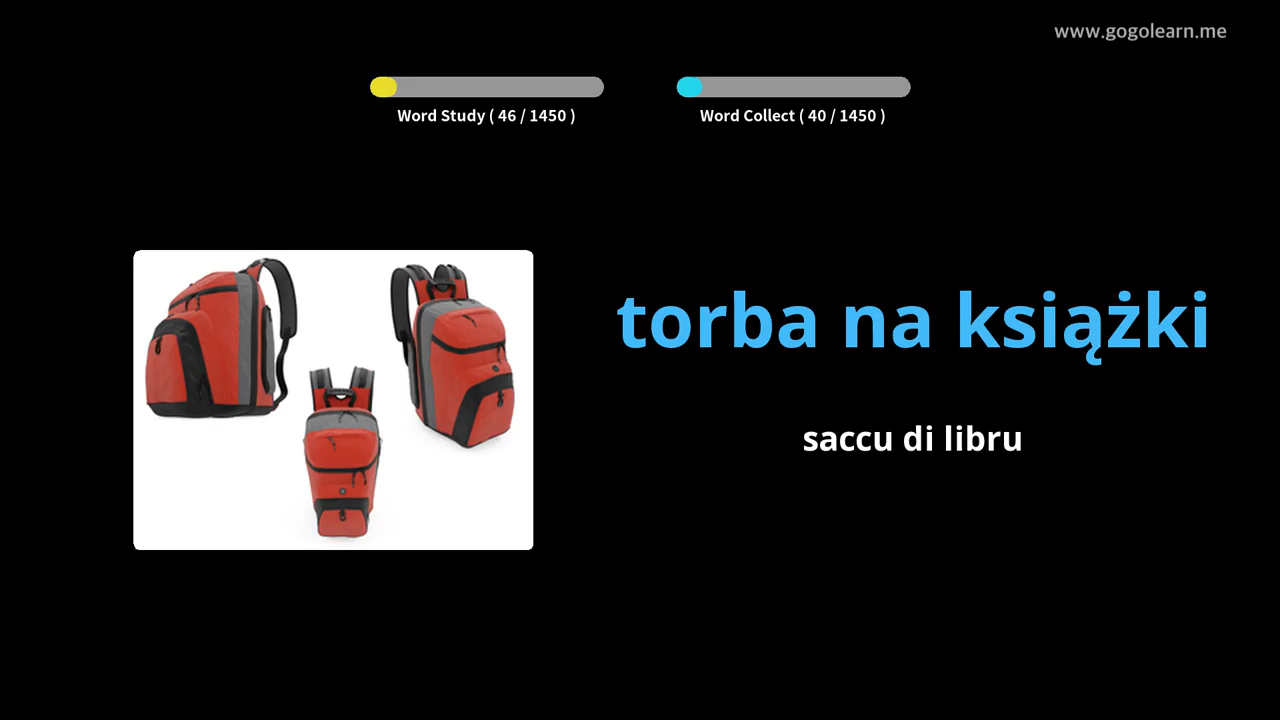 www.gogolearn.me
Word Study ( 46 / 1450 )
Word Collect ( 40 / 1450 )
torba na książki
saccu di libru